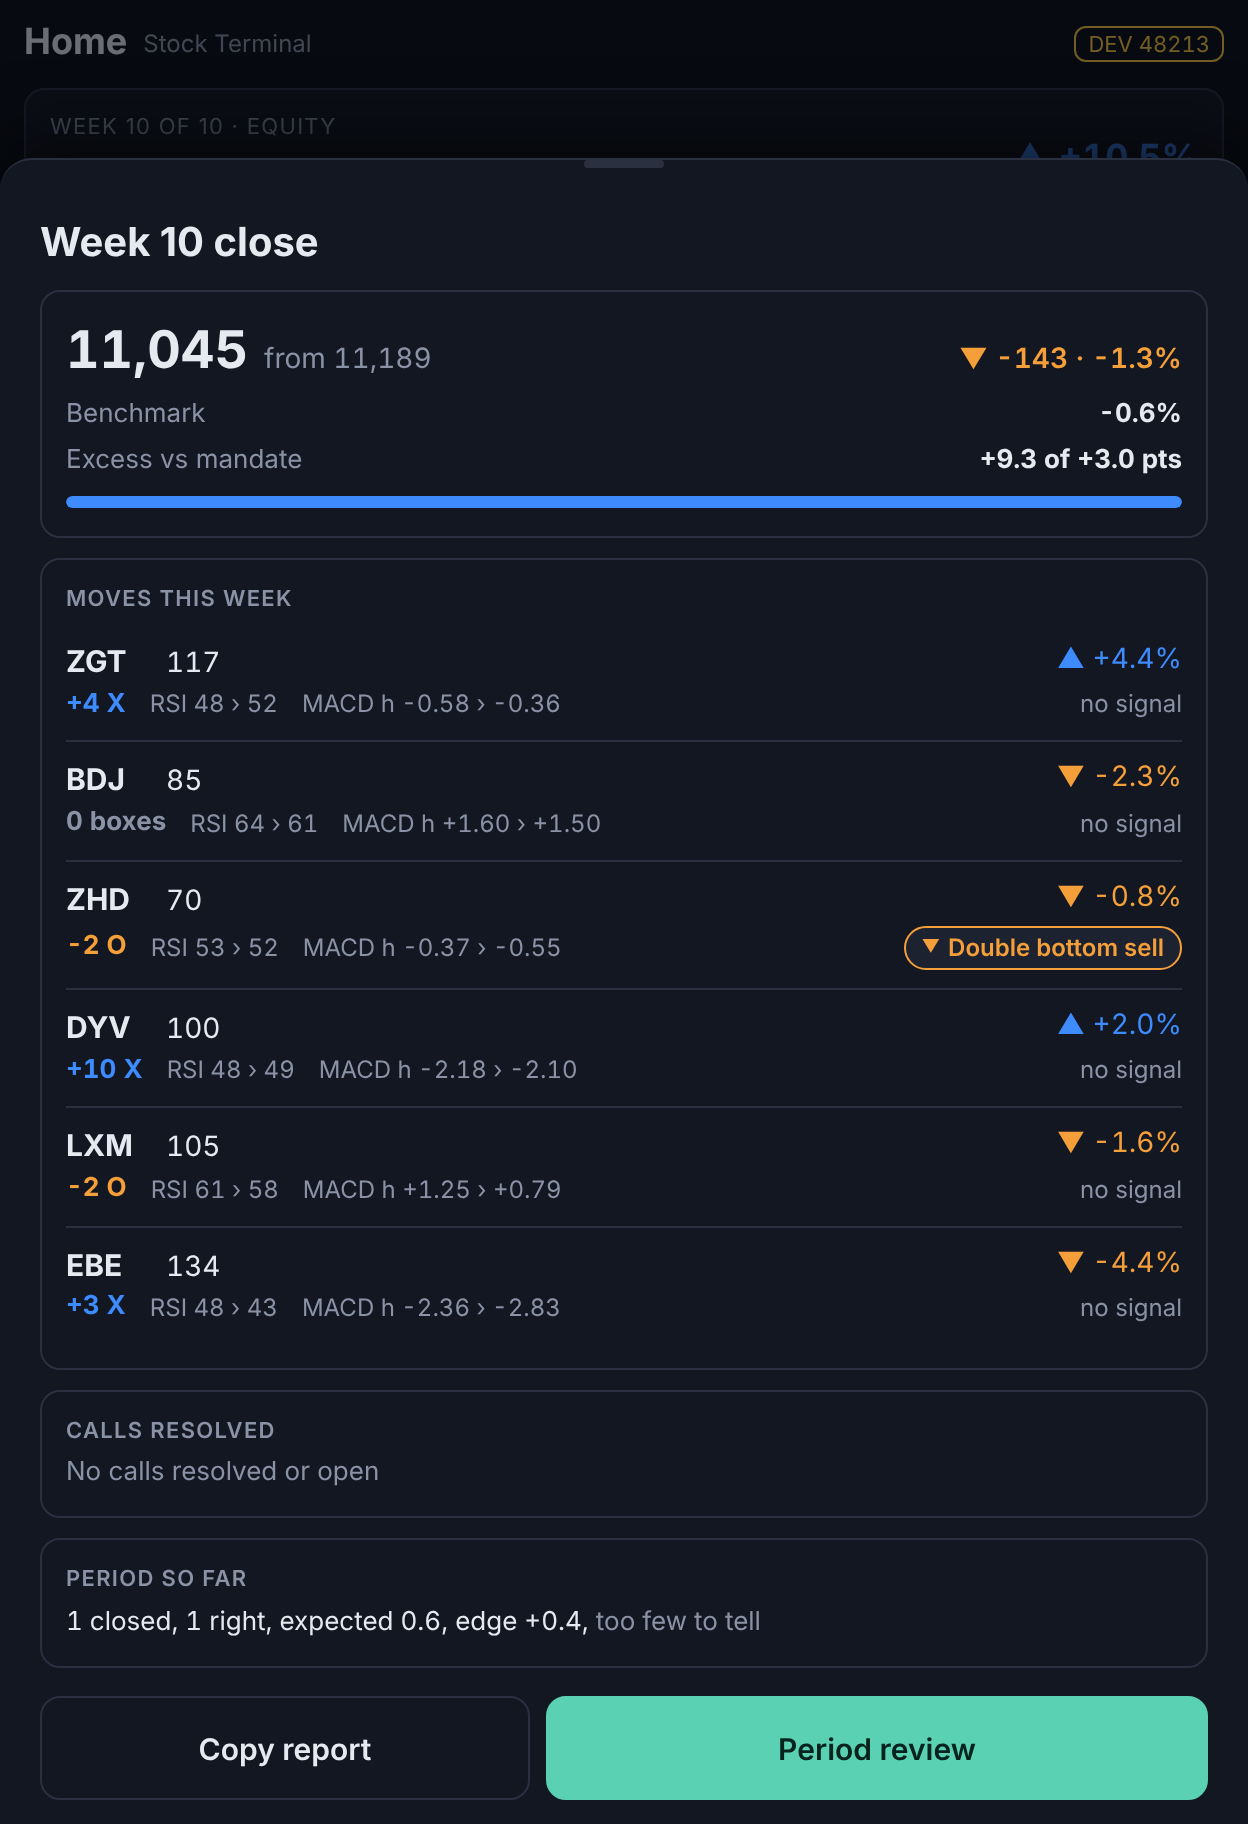 Home Stock Terminal DEV 48213
WEEK 10 OF 10 · EQUITY
▲ +10.5%
Week 10 close
11,045 from 11,189 ▼ -143 · -1.3%
Benchmark -0.6%
Excess vs mandate +9.3 of +3.0 pts
MOVES THIS WEEK
ZGT 117 ▲ +4.4%
+4 X RSI 48 › 52 MACD h -0.58 › -0.36 no signal
BDJ 85 ▼ -2.3%
0 boxes RSI 64 › 61 MACD h +1.60 › +1.50 no signal
ZHD 70 ▼ -0.8%
-2 O RSI 53 › 52 MACD h -0.37 › -0.55 ▼ Double bottom sell
DYV 100 ▲ +2.0%
+10 X RSI 48 › 49 MACD h -2.18 › -2.10 no signal
LXM 105 ▼ -1.6%
-2 O RSI 61 › 58 MACD h +1.25 › +0.79 no signal
EBE 134 ▼ -4.4%
+3 X RSI 48 › 43 MACD h -2.36 › -2.83 no signal
CALLS RESOLVED
No calls resolved or open
PERIOD SO FAR
1 closed, 1 right, expected 0.6, edge +0.4, too few to tell
Copy report Period review